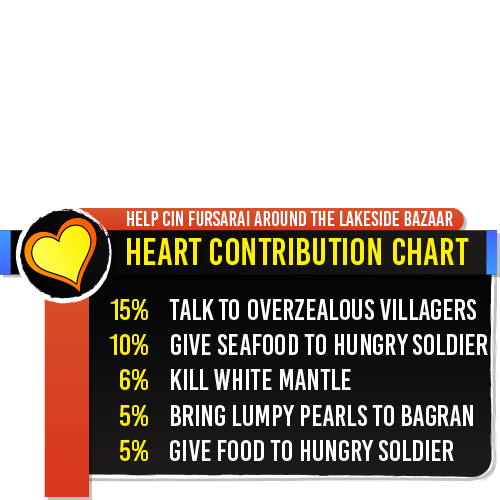 HELP CIN FURSARAI AROUND THE LAKESIDE BAZAAR
HEART CONTRIBUTION CHART
15% TALK TO OVERZEALOUS VILLAGERS
10% GIVE SEAFOOD TO HUNGRY SOLDIER
6% KILL WHITE MANTLE
5% BRING LUMPY PEARLS TO BAGRAN
5% GIVE FOOD TO HUNGRY SOLDIER